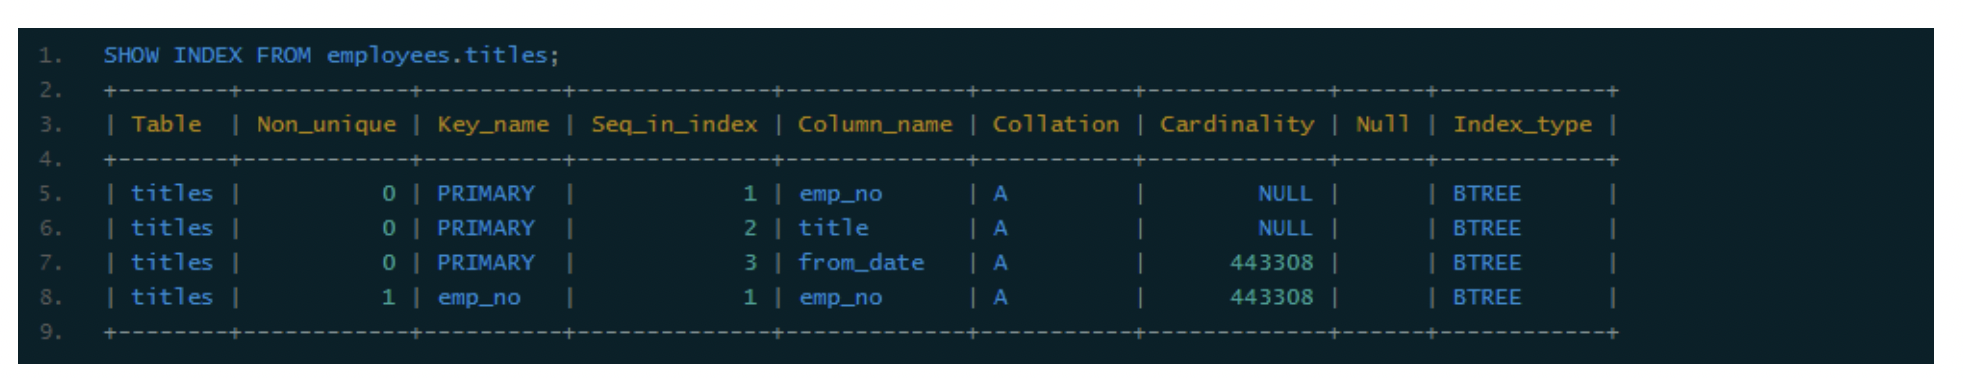 1. SHOW INDEX FROM employees.titles;
2. +--------+------------+----------+--------------+-------------+-----------+-------------+------+------------+
3. | Table  | Non_unique | Key_name | Seq_in_index | Column_name | Collation | Cardinality | Null | Index_type |
4. +--------+------------+----------+--------------+-------------+-----------+-------------+------+------------+
5. | titles |          0 | PRIMARY  |            1 | emp_no      | A         |        NULL |      | BTREE      |
6. | titles |          0 | PRIMARY  |            2 | title       | A         |        NULL |      | BTREE      |
7. | titles |          0 | PRIMARY  |            3 | from_date   | A         |      443308 |      | BTREE      |
8. | titles |          1 | emp_no   |            1 | emp_no      | A         |      443308 |      | BTREE      |
9. +--------+------------+----------+--------------+-------------+-----------+-------------+------+------------+